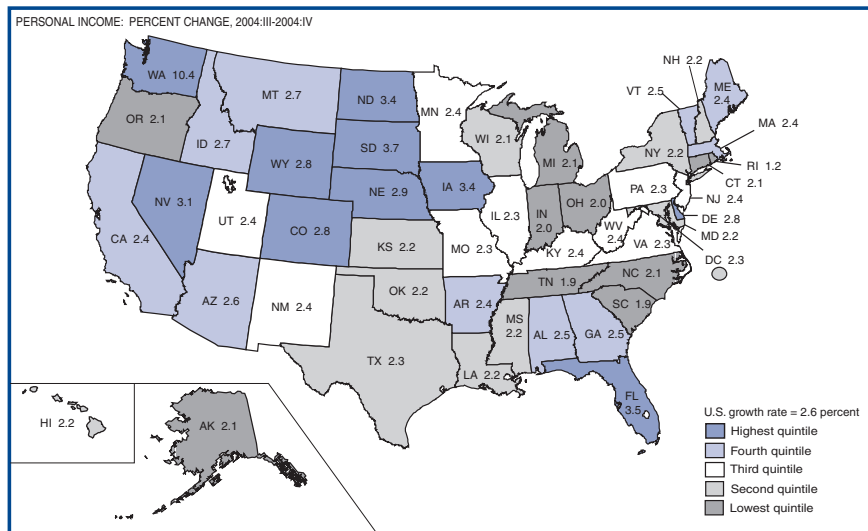 PERSONAL INCOME: PERCENT CHANGE, 2004:III-2004:IV
NH 2.2
WA 10.4
ME
2.4
MT 2.7
ND 3.4
MN 2.4
VT 2.5
OR 2.1
ID 2.7
SD 3.7
WI 2.1
MA 2.4
NY 2.2
WY 2.8
MI 2.1
RI 1.2
CT 2.1
NV 3.1
NE 2.9
IA 3.4
PA 2.3
NJ 2.4
UT 2.4
IL 2.3
IN
2.0
OH 2.0
DE 2.8
CA 2.4
CO 2.8
KS 2.2
MO 2.3
WV
2.4
VA 2.3
MD 2.2
KY 2.4
DC 2.3
AZ 2.6
NM 2.4
OK 2.2
AR 2.4
TN 1.9
NC 2.1
SC 1.9
TX 2.3
MS
2.2
AL 2.5
GA 2.5
LA 2.2
FL
3.5
HI 2.2
AK 2.1
U.S. growth rate = 2.6 percent
Highest quintile
Fourth quintile
Third quintile
Second quintile
Lowest quintile